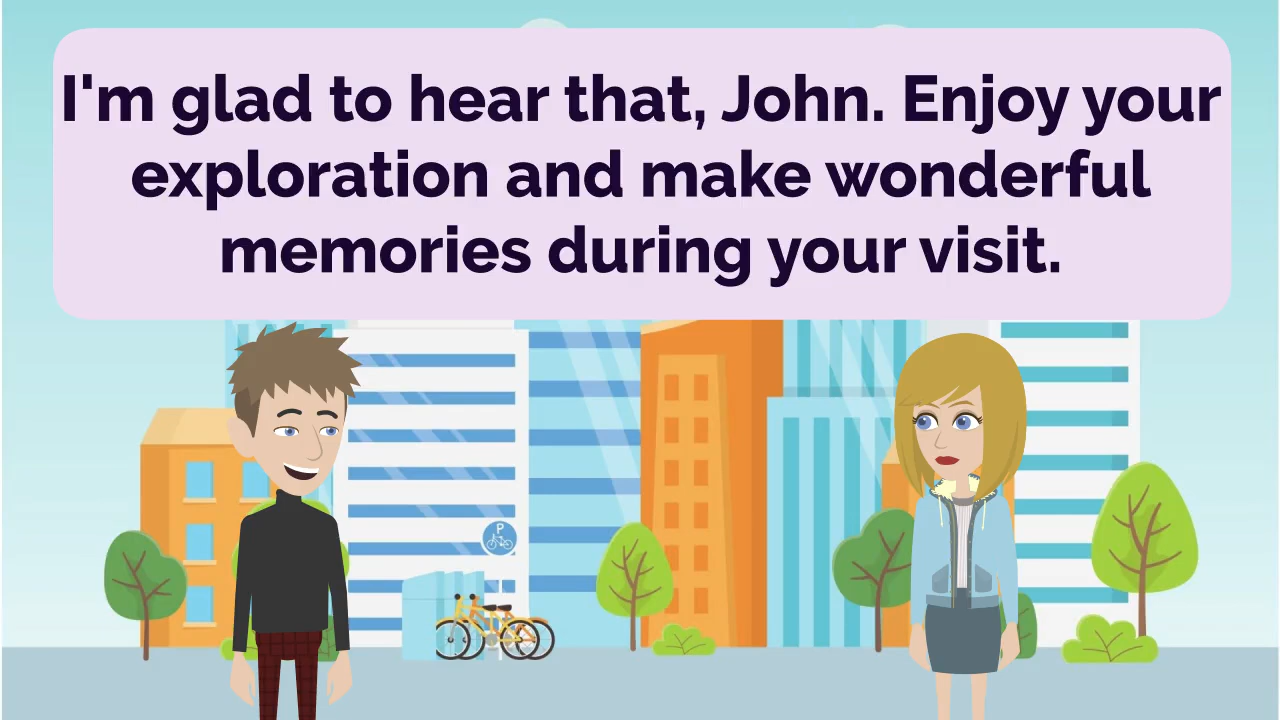 I'm glad to hear that, John. Enjoy your
exploration and make wonderful
memories during your visit.
P